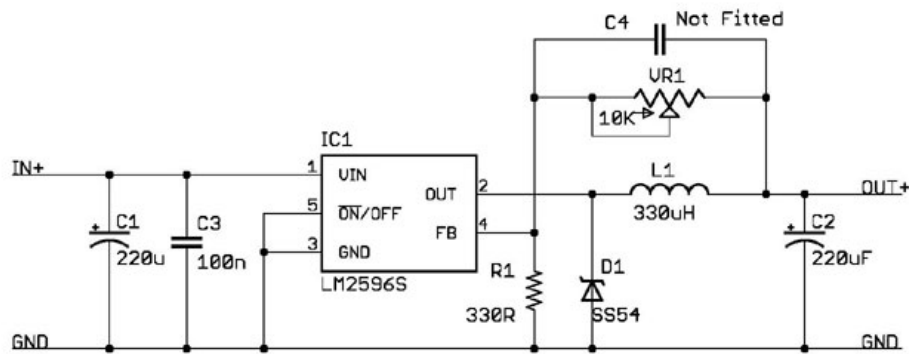 C4
Not Fitted
VR1
10K
IC1
IN+
1
VIN
OUT
2
L1
330uH
OUT+
C1
220u
C3
100n
5
ON/OFF
FB
4
3
GND
LM2596S
R1
330R
D1
SS54
C2
220uF
GND
GND
+
+